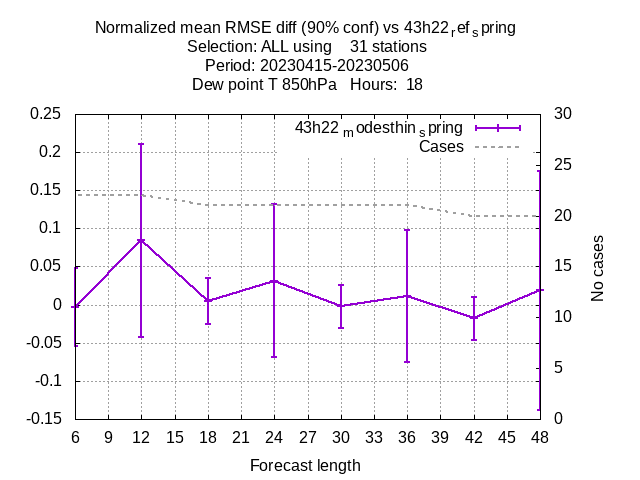 Normalized mean RMSE diff (90% conf) vs 43h22ref spring
Selection: ALL using 31 stations
Period: 20230415-20230506
Dew point T 850hPa Hours: 18
43h22modesthinspring
Cases
0.25
0.2
0.15
0.1
0.05
0
-0.05
-0.1
-0.15
30
25
20
15
10
5
0
No cases
6 9 12 15 18 21 24 27 30 33 36 39 42 45 48
Forecast length